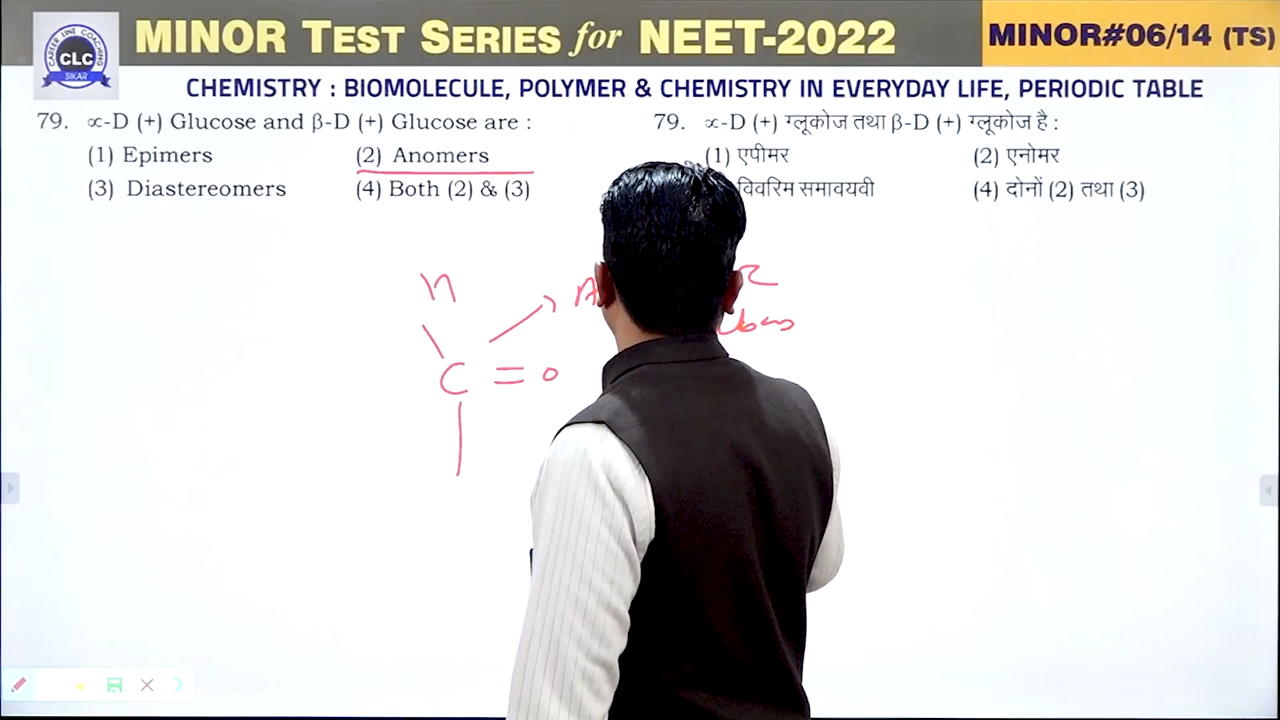 CAREER LINE COACHING
CLC
SIKAR
MINOR TEST SERIES for NEET-2022
MINOR#06/14 (TS)
CHEMISTRY : BIOMOLECULE, POLYMER & CHEMISTRY IN EVERYDAY LIFE, PERIODIC TABLE
79. ∝-D (+) Glucose and β-D (+) Glucose are :
(1) Epimers (2) Anomers
(3) Diastereomers (4) Both (2) & (3)
79. ∝-D (+) ग्लूकोज तथा β-D (+) ग्लूकोज है :
(1) एपीमर (2) एनोमर
विवरिम समावयवी (4) दोनों (2) तथा (3)
C = O